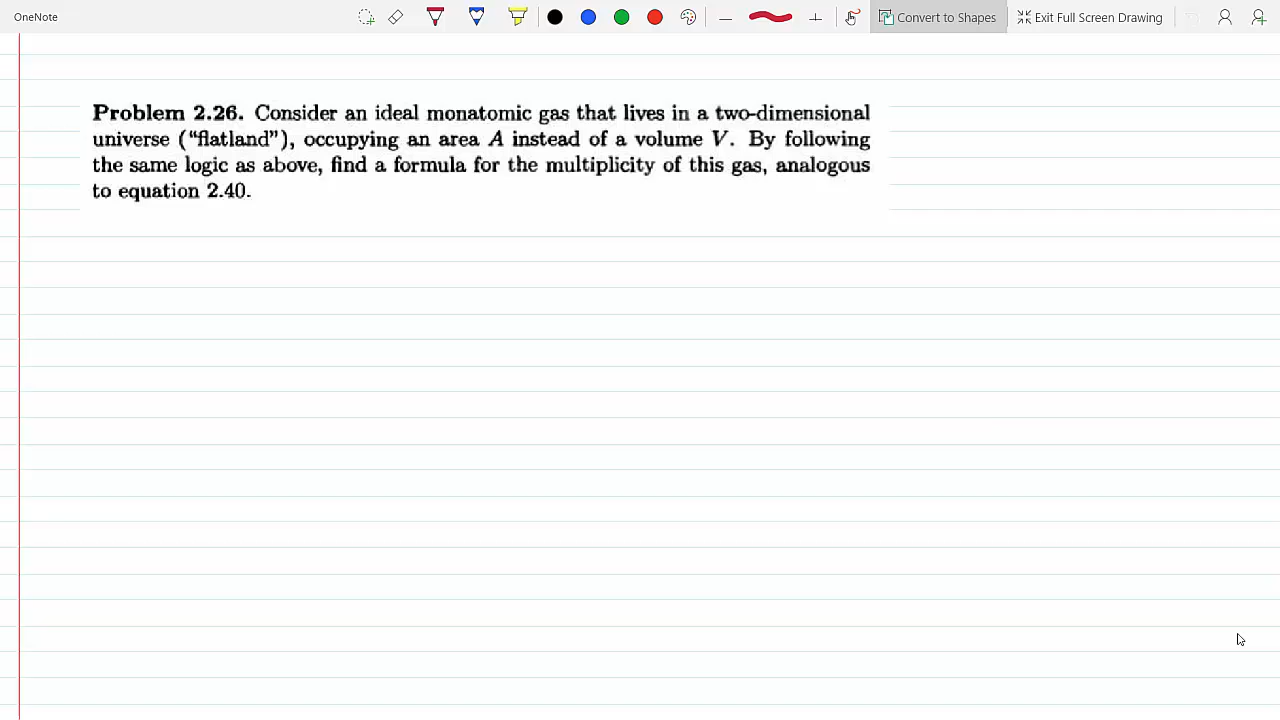 OneNote
Convert to Shapes
Exit Full Screen Drawing
Problem 2.26. Consider an ideal monatomic gas that lives in a two-dimensional
universe (“flatland”), occupying an area A instead of a volume V. By following
the same logic as above, find a formula for the multiplicity of this gas, analogous
to equation 2.40.